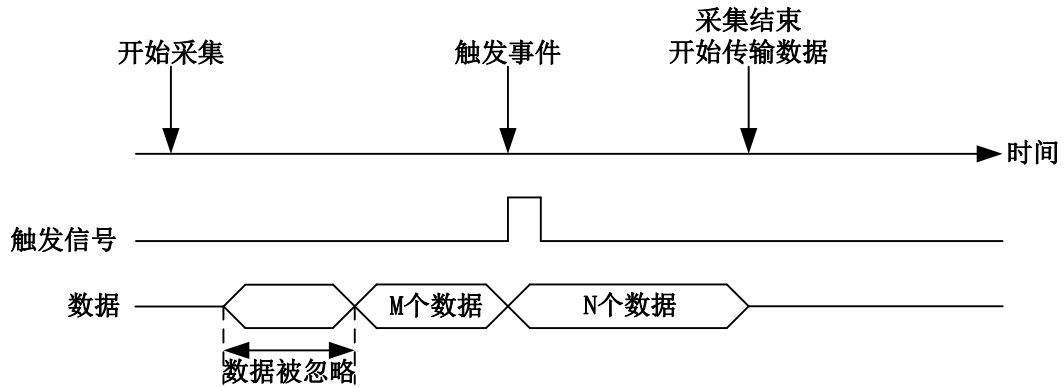 开始采集
触发事件
采集结束
开始传输数据
时间
触发信号
数据
M个数据
N个数据
数据被忽略